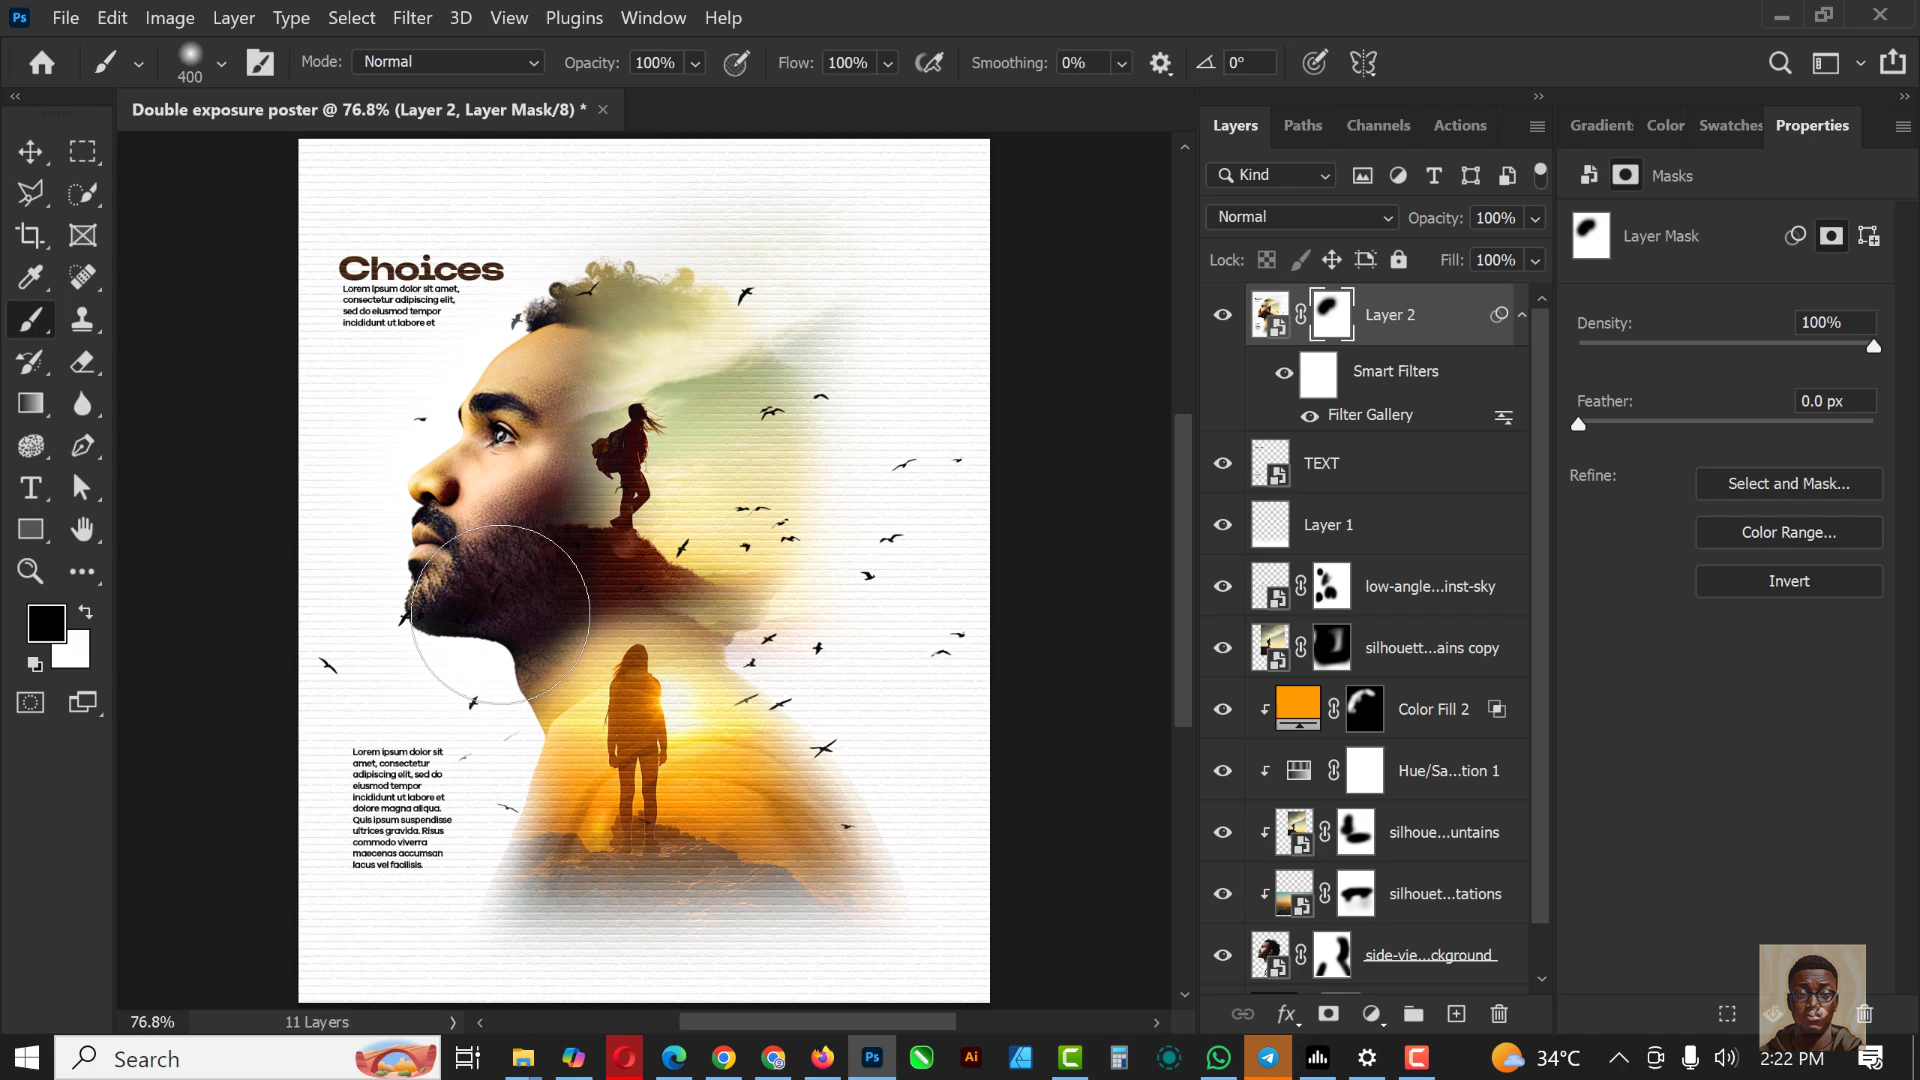 Ps File Edit Image Layer Type Select Filter 3D View Plugins Window Help
400 Mode: Normal Opacity: 100% Flow: 100% Smoothing: 0% 0°
Double exposure poster @ 76.8% (Layer 2, Layer Mask/8) *
Choices
Lorem ipsum dolor sit amet,
consectetur adipiscing elit,
sed do eiusmod tempor
incididunt ut labore et
Lorem ipsum dolor sit
amet, consectetur
adipiscing elit, sed do
eiusmod tempor
incididunt ut labore et
dolore magna aliqua.
Quis ipsum suspendisse
ultrices gravida. Risus
commodo viverra
maecenas accumsan
lacus vel facilisis.
Layers Paths Channels Actions
Kind
Normal Opacity: 100%
Lock: Fill: 100%
Layer 2
Smart Filters
Filter Gallery
TEXT
Layer 1
low-angle...inst-sky
silhouett...ains copy
Color Fill 2
Hue/Sa...tion 1
silhoue...untains
silhouet...tations
side-vie...ckground
fx
Gradient Color Swatches Properties
Masks
Layer Mask
Density: 100%
Feather: 0.0 px
Refine: Select and Mask...
Color Range...
Invert
76.8% 11 Layers
Search
Ps Ai
34°C 2:22 PM